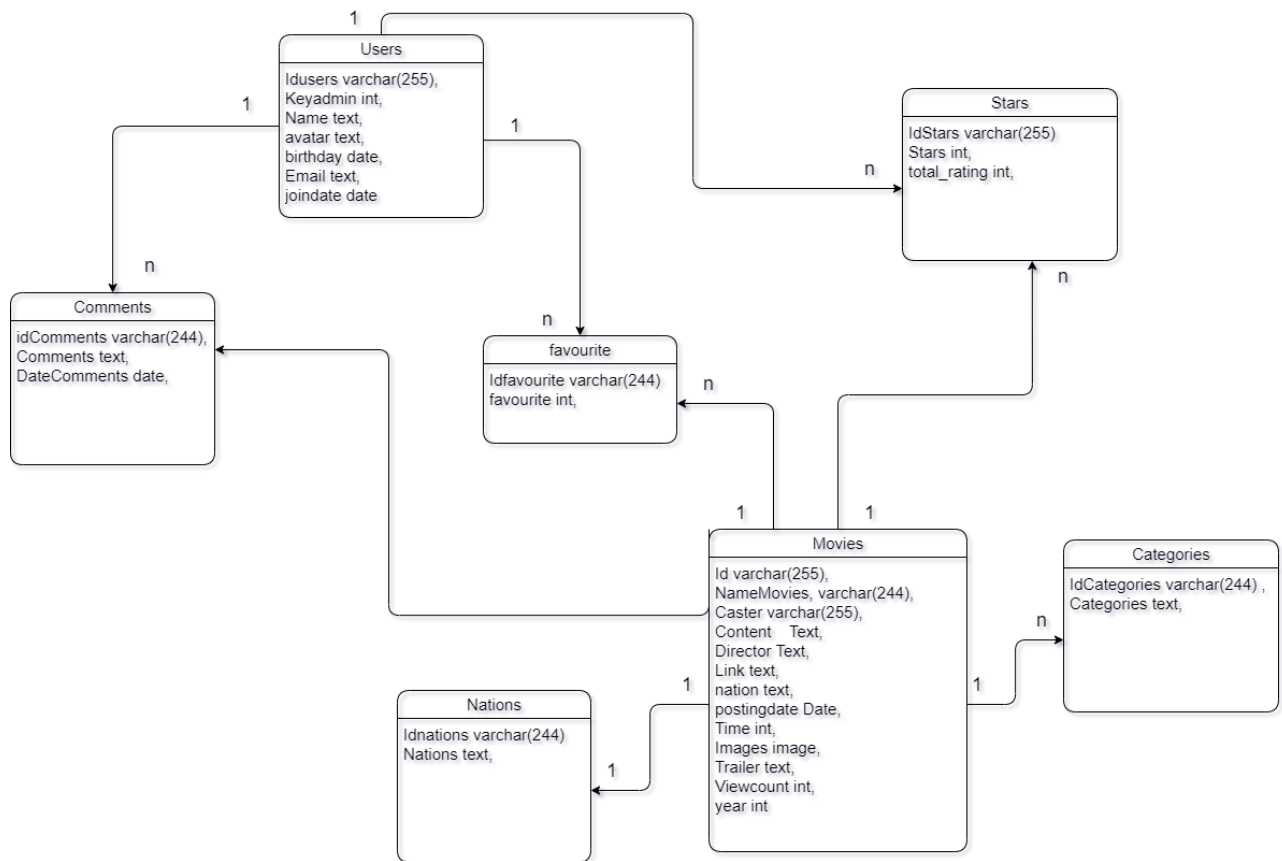 1
Users
Idusers varchar(255),
Keyadmin int,
Name text,
avatar text,
birthday date,
Email text,
joindate date
1
1
Stars
IdStars varchar(255)
Stars int,
total_rating int,
n
n
n
n
Comments
idComments varchar(244),
Comments text,
DateComments date,
favourite
Idfavourite varchar(244)
favourite int,
n
1
1
Movies
Id varchar(255),
NameMovies, varchar(244),
Caster varchar(255),
Content Text,
Director Text,
Link text,
nation text,
postingdate Date,
Time int,
Images image,
Trailer text,
Viewcount int,
year int
Categories
IdCategories varchar(244) ,
Categories text,
n
1
1
Nations
Idnations varchar(244)
Nations text,
1